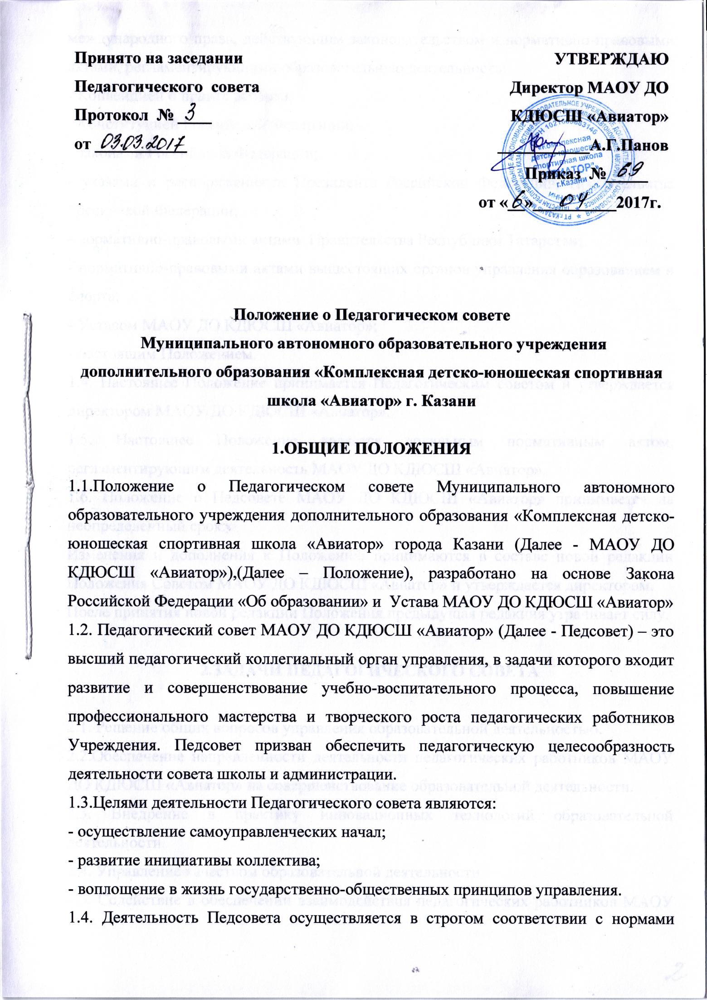 Принято на заседании
Педагогического совета
Протокол № 3
от 03.03.2017
УТВЕРЖДАЮ
Директор МАОУ ДО
КДЮСШ «Авиатор»
А.Г.Панов
Приказ № 69
от «6» 04 2017г.
«Комплексная
детско-юношеская
спортивная школа
"АВИАТОР"»
г.Казани
Положение о Педагогическом совете
Муниципального автономного образовательного учреждения
дополнительного образования «Комплексная детско-юношеская спортивная
школа «Авиатор» г. Казани
1.ОБЩИЕ ПОЛОЖЕНИЯ
1.1.Положение о Педагогическом совете Муниципального автономного
образовательного учреждения дополнительного образования «Комплексная детско-
юношеская спортивная школа «Авиатор» города Казани (Далее - МАОУ ДО
КДЮСШ «Авиатор»),(Далее – Положение), разработано на основе Закона
Российской Федерации «Об образовании» и Устава МАОУ ДО КДЮСШ «Авиатор»
1.2. Педагогический совет МАОУ ДО КДЮСШ «Авиатор» (Далее - Педсовет) – это
высший педагогический коллегиальный орган управления, в задачи которого входит
развитие и совершенствование учебно-воспитательного процесса, повышение
профессионального мастерства и творческого роста педагогических работников
Учреждения. Педсовет призван обеспечить педагогическую целесообразность
деятельности совета школы и администрации.
1.3.Целями деятельности Педагогического совета являются:
- осуществление самоуправленческих начал;
- развитие инициативы коллектива;
- воплощение в жизнь государственно-общественных принципов управления.
1.4. Деятельность Педсовета осуществляется в строгом соответствии с нормами